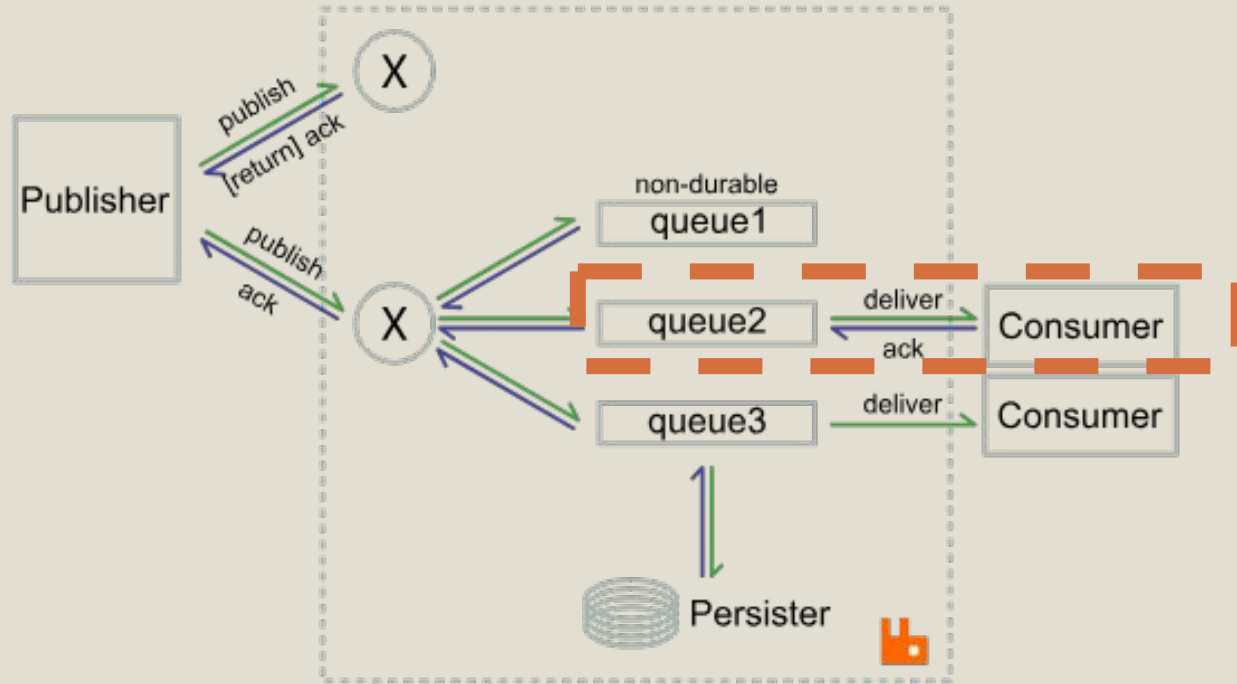 X
publish
[return] ack
Publisher
publish
ack
X
non-durable
queue1
queue2
deliver
ack
Consumer
queue3
deliver
Consumer
Persister